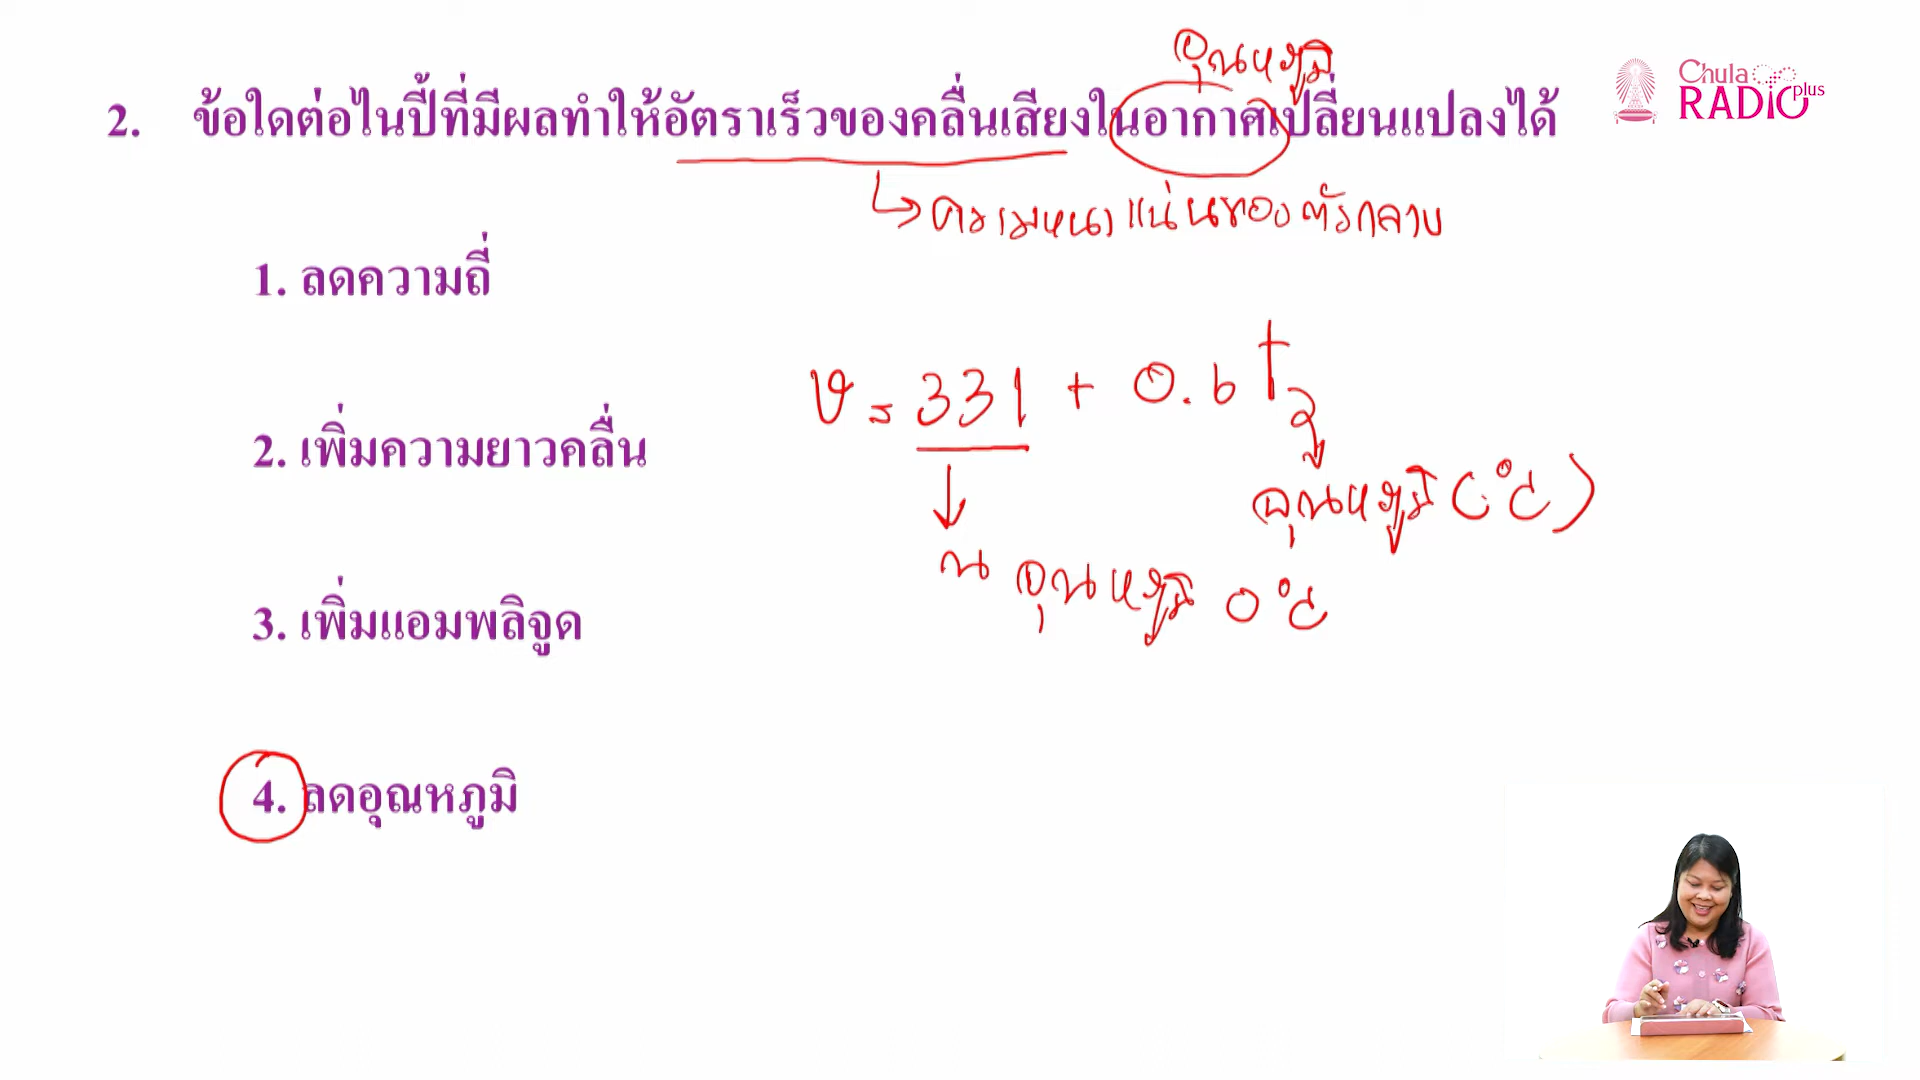 อุณหภูมิ
Chula
RADIO plus
2. ข้อใดต่อไนปี้ที่มีผลทำให้อัตราเร็วของคลื่นเสียงในอากาศเปลี่ยนแปลงได้
ความหนาแน่นของตัวกลาง
1. ลดความถี่
v = 331 + 0.6 t
2. เพิ่มความยาวคลื่น
อุณหภูมิ (°C)
ณ อุณหภูมิ 0 °C
3. เพิ่มแอมพลิจูด
4. ลดอุณหภูมิ